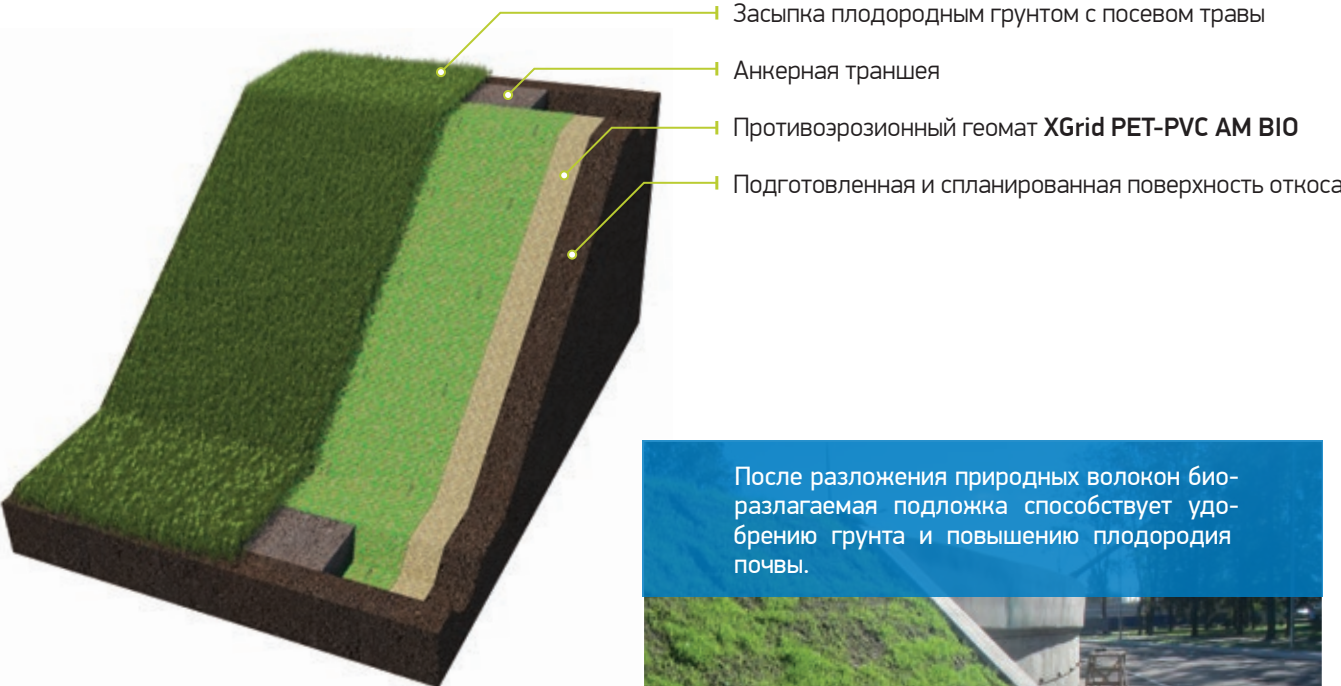 Засыпка плодородным грунтом с посевом травы
Анкерная траншея
Противоэрозионный геомат XGrid PET-PVC AM BIO
Подготовленная и спланированная поверхность откоса
После разложения природных волокон био-
разлагаемая подложка способствует удо-
брению грунта и повышению плодородия
почвы.